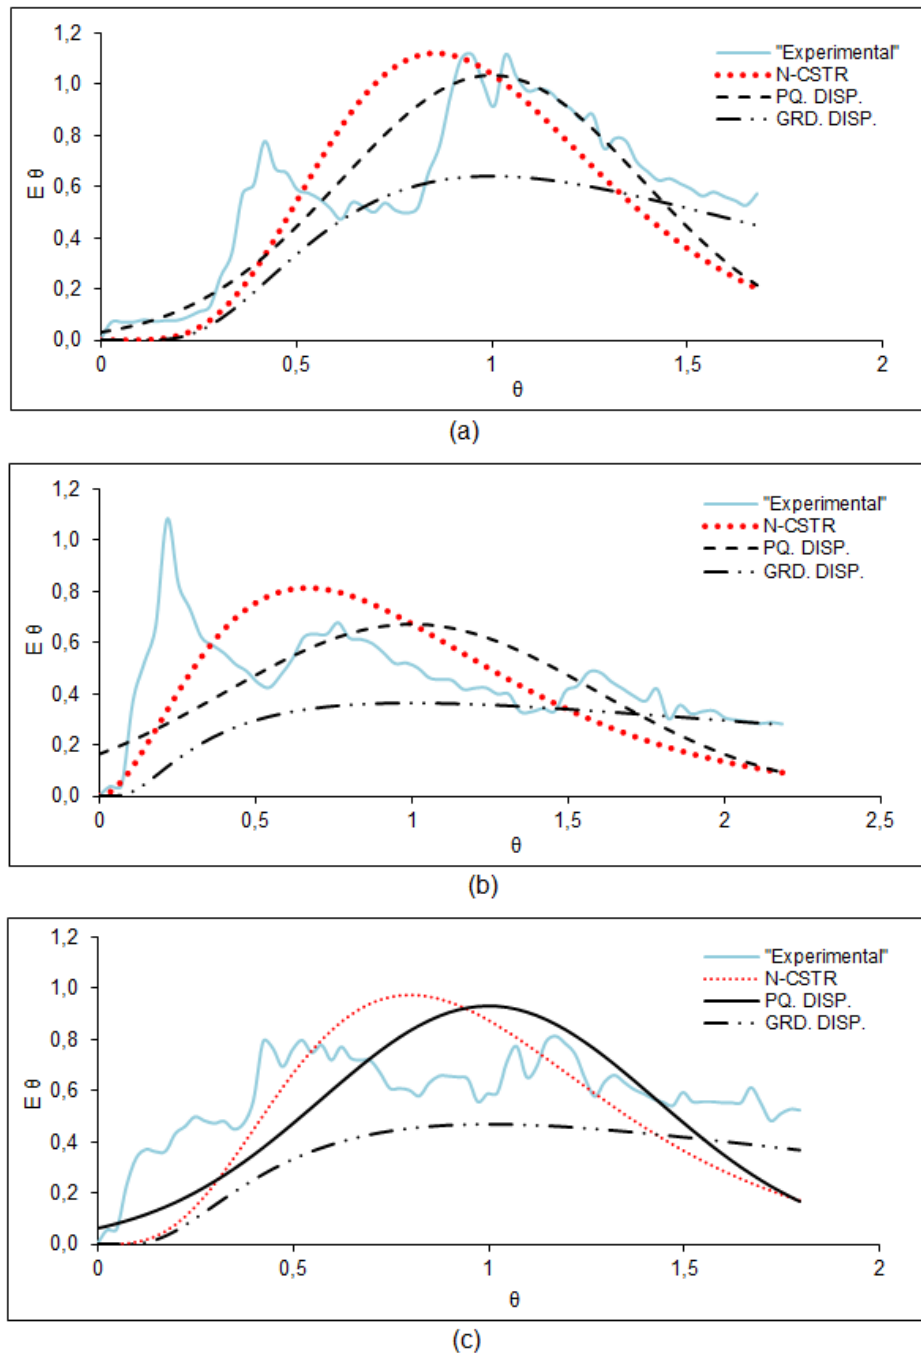 1,2
1,0
0,8
0,6
0,4
0,2
0,0
E θ
"Experimental"
N-CSTR
PQ. DISP.
GRD. DISP.
0 0,5 1 1,5 2
θ
(a)
1,2
1,0
0,8
0,6
0,4
0,2
0,0
E θ
"Experimental"
N-CSTR
PQ. DISP.
GRD. DISP.
0 0,5 1 1,5 2 2,5
θ
(b)
1,2
1,0
0,8
0,6
0,4
0,2
0,0
E θ
"Experimental"
N-CSTR
PQ. DISP.
GRD. DISP.
0 0,5 1 1,5 2
θ
(c)